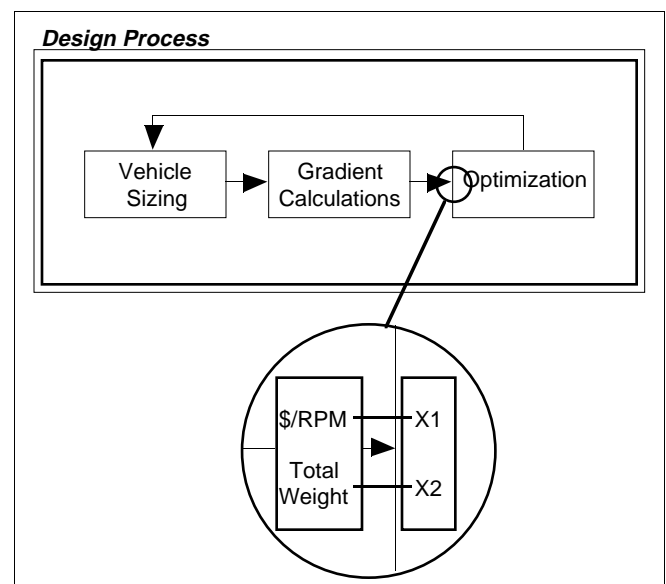 Design Process
Vehicle
Sizing
Gradient
Calculations
Optimization
$/RPM
X1
Total
Weight
X2